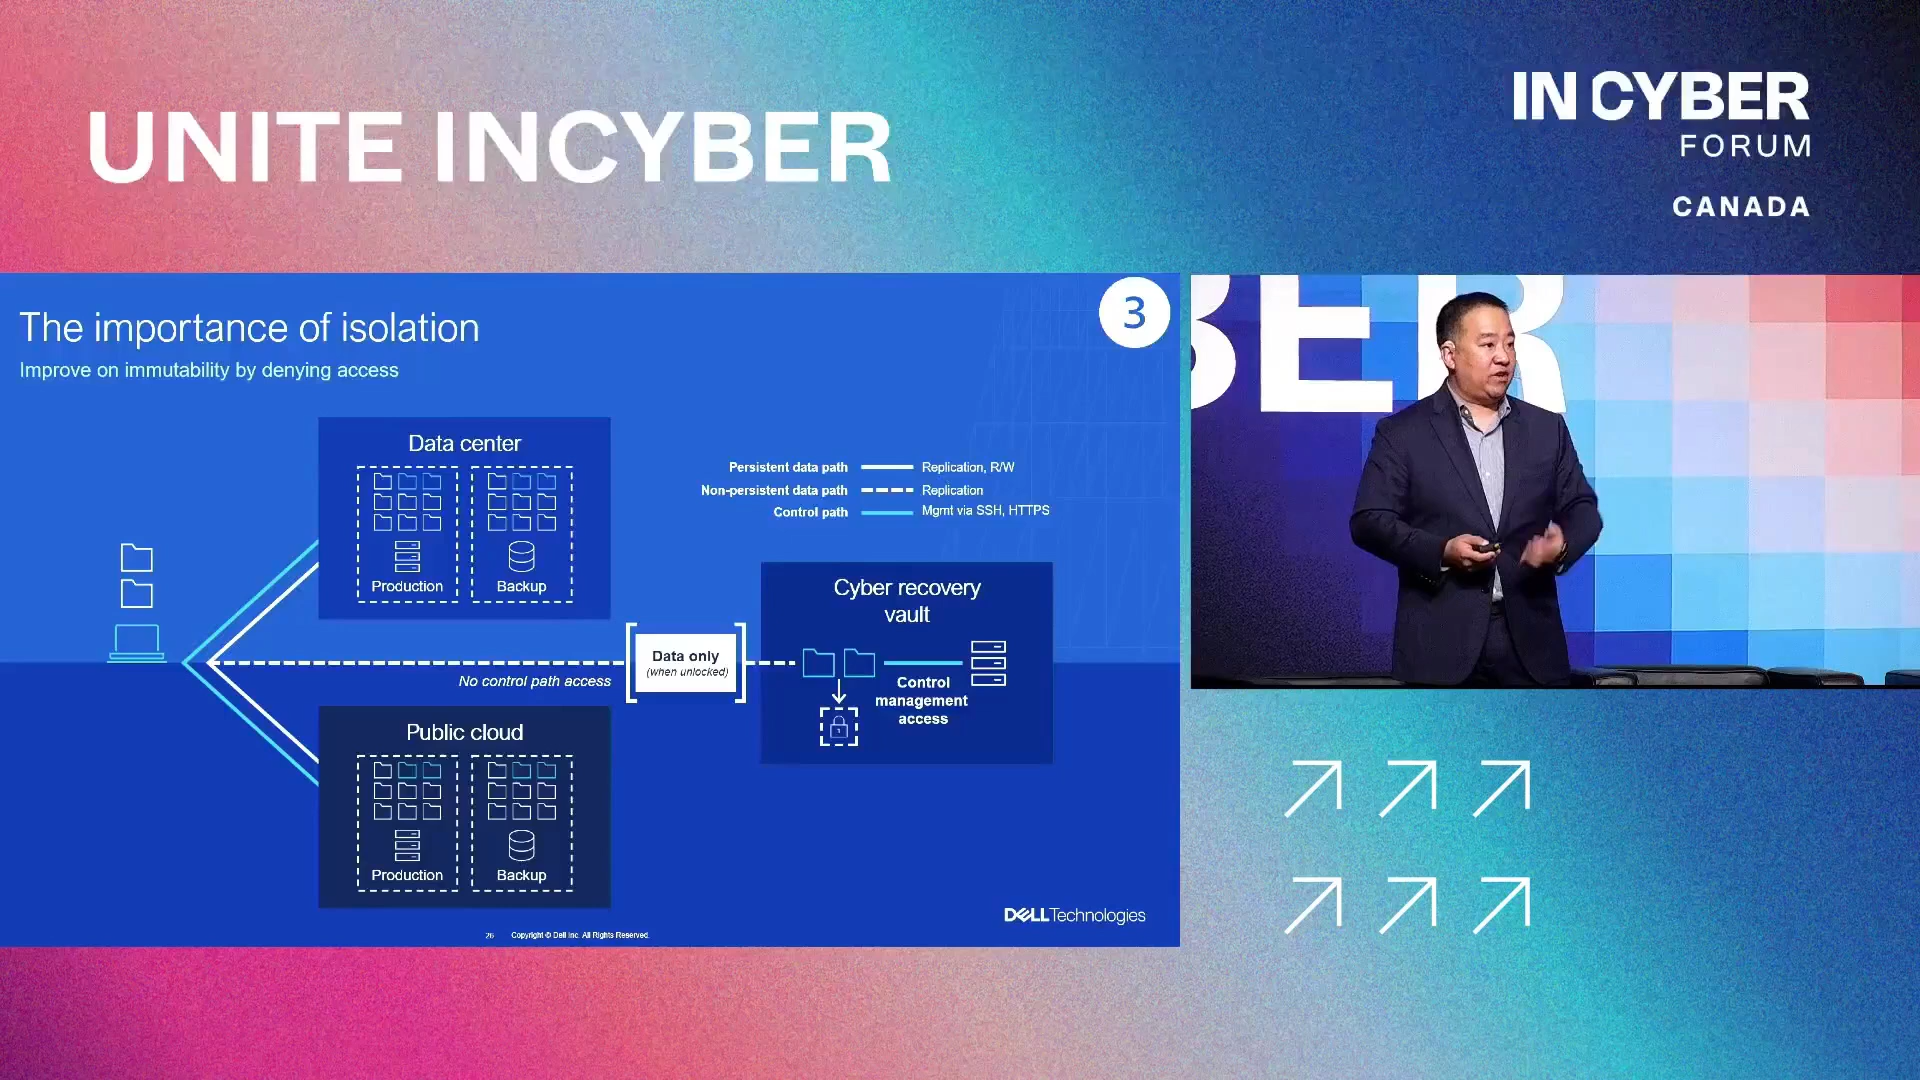 UNITE INCYBER
IN CYBER
FORUM
CANADA
The importance of isolation
Improve on immutability by denying access
3
Data center
Production
Backup
Persistent data path
Replication, R/W
Non-persistent data path
Replication
Control path
Mgmt via SSH, HTTPS
Cyber recovery
vault
Data only
(when unlocked)
No control path access
Control
management
access
Public cloud
Production
Backup
DELL Technologies
26 Copyright © Dell Inc. All Rights Reserved.
BER